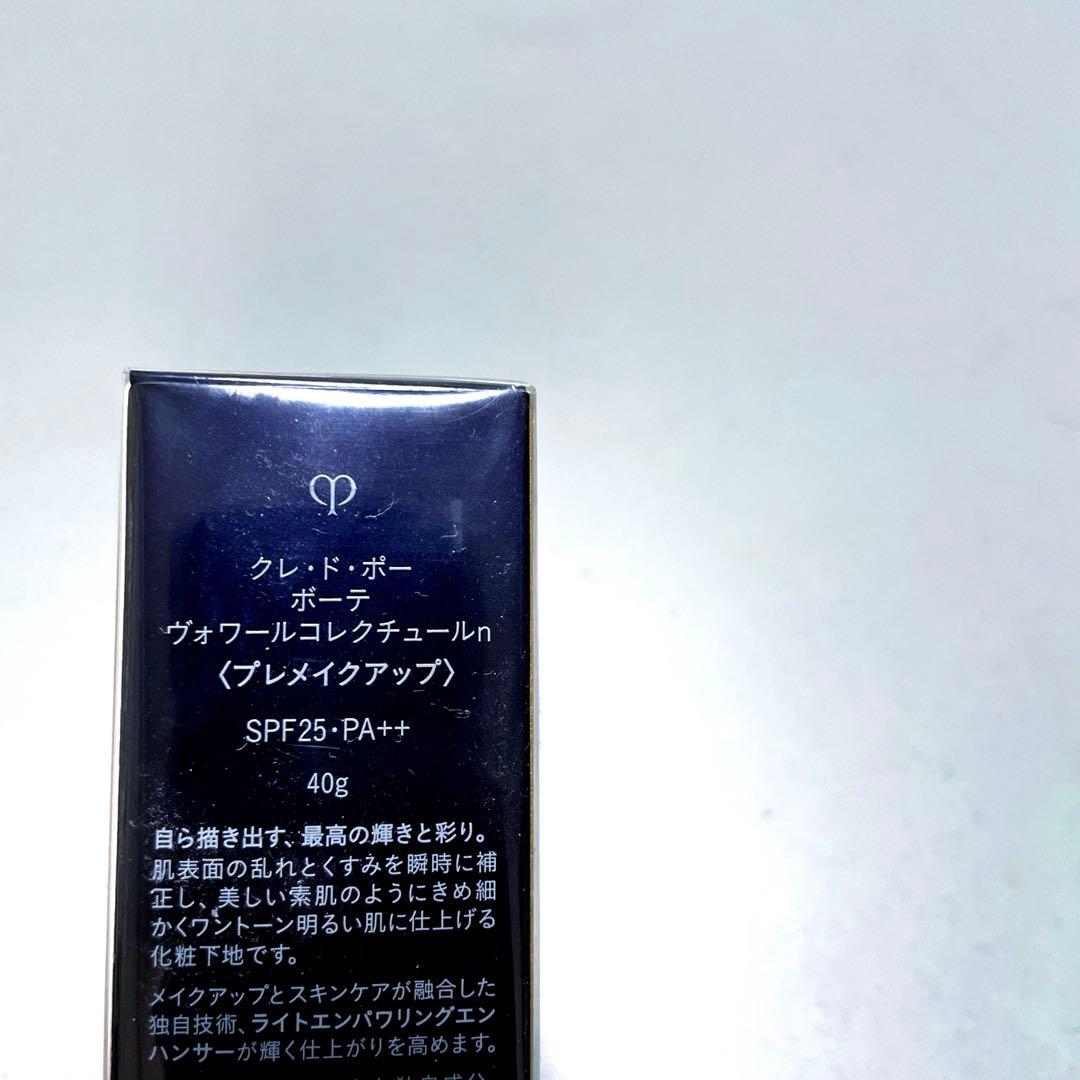 クレ・ド・ポー
ボーテ
ヴォワールコレクチュールn
〈プレメイクアップ〉
SPF25・PA++
40g
自ら描き出す、最高の輝きと彩り。
肌表面の乱れとくすみを瞬時に補
正し、美しい素肌のようにきめ細
かくワントーン明るい肌に仕上げる
化粧下地です。
メイクアップとスキンケアが融合した
独自技術、ライトエンパワリングエン
ハンサーが輝く仕上がりを高めます。